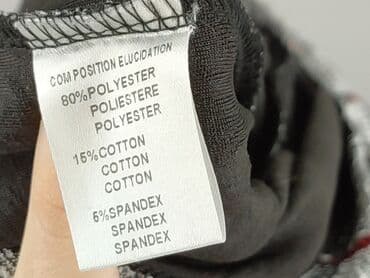 COMPOSITION ELUCIDATION
80%POLYESTER
POLIESTERE
POLYESTER
15%COTTON
COTTON
COTTON
5%SPANDEX
SPANDEX
SPANDEX